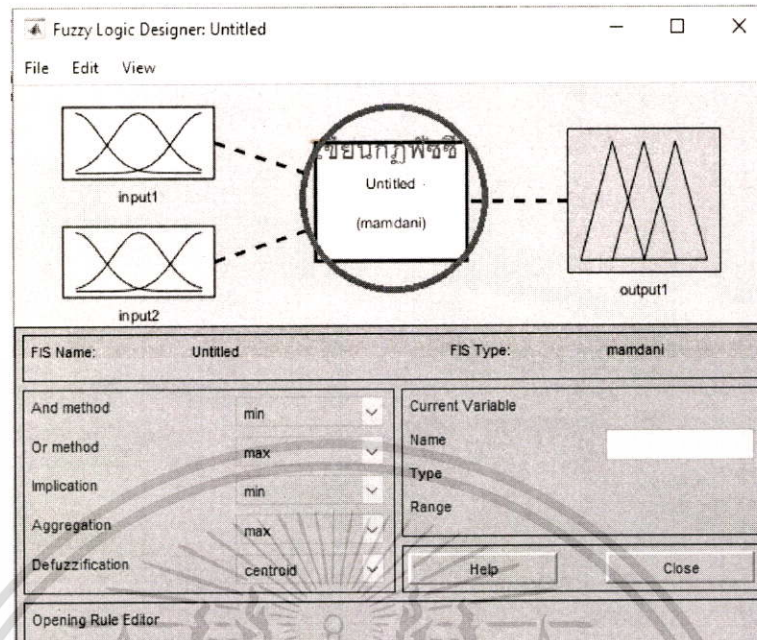 Fuzzy Logic Designer: Untitled
File Edit View
input1
input2
เขียนกฎฟัซซี่
Untitled
(mamdani)
output1
FIS Name: Untitled FIS Type: mamdani
And method min
Or method max
Implication min
Aggregation max
Defuzzification centroid
Current Variable
Name
Type
Range
Help Close
Opening Rule Editor